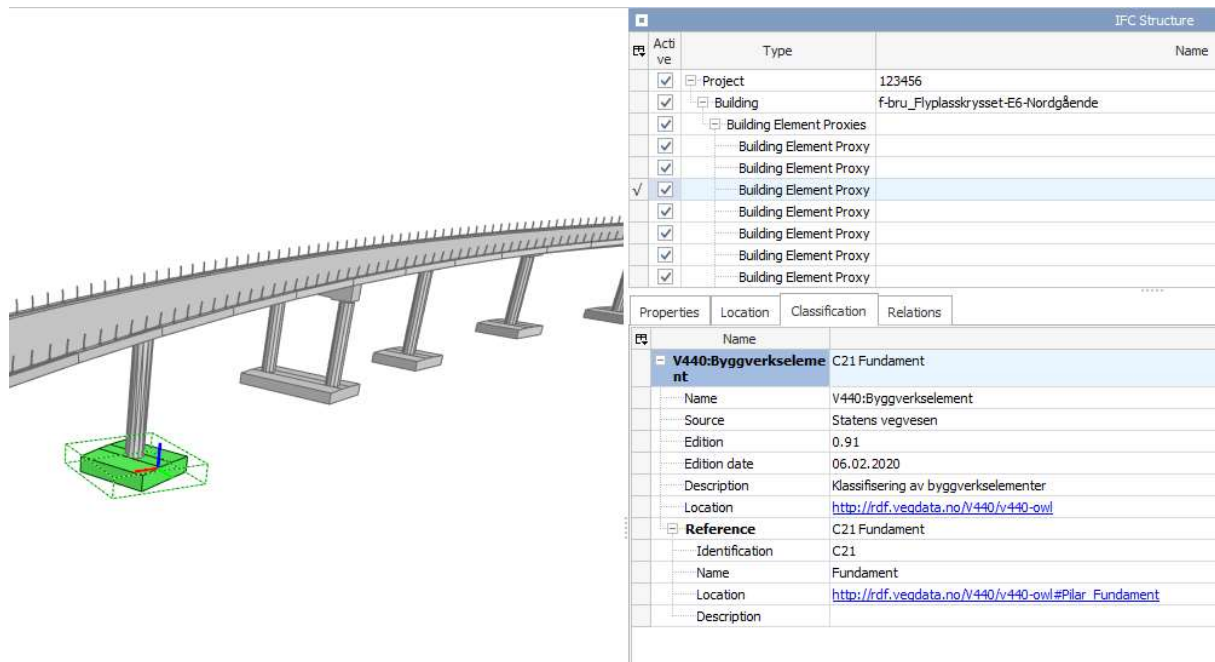 IFC Structure
Acti
ve
Type
Name
Project 123456
Building f-bru_Flyplasskrysset-E6-Nordgående
Building Element Proxies
Building Element Proxy
Building Element Proxy
Building Element Proxy
Building Element Proxy
Building Element Proxy
Building Element Proxy
Building Element Proxy
Properties Location Classification Relations
Name
V440:Byggverkseleme C21 Fundament
nt
Name V440:Byggverkselement
Source Statens vegvesen
Edition 0.91
Edition date 06.02.2020
Description Klassifisering av byggverkselementer
Location http://rdf.vegdata.no/V440/v440-owl
Reference C21 Fundament
Identification C21
Name Fundament
Location http://rdf.vegdata.no/V440/v440-owl#Pilar_Fundament
Description